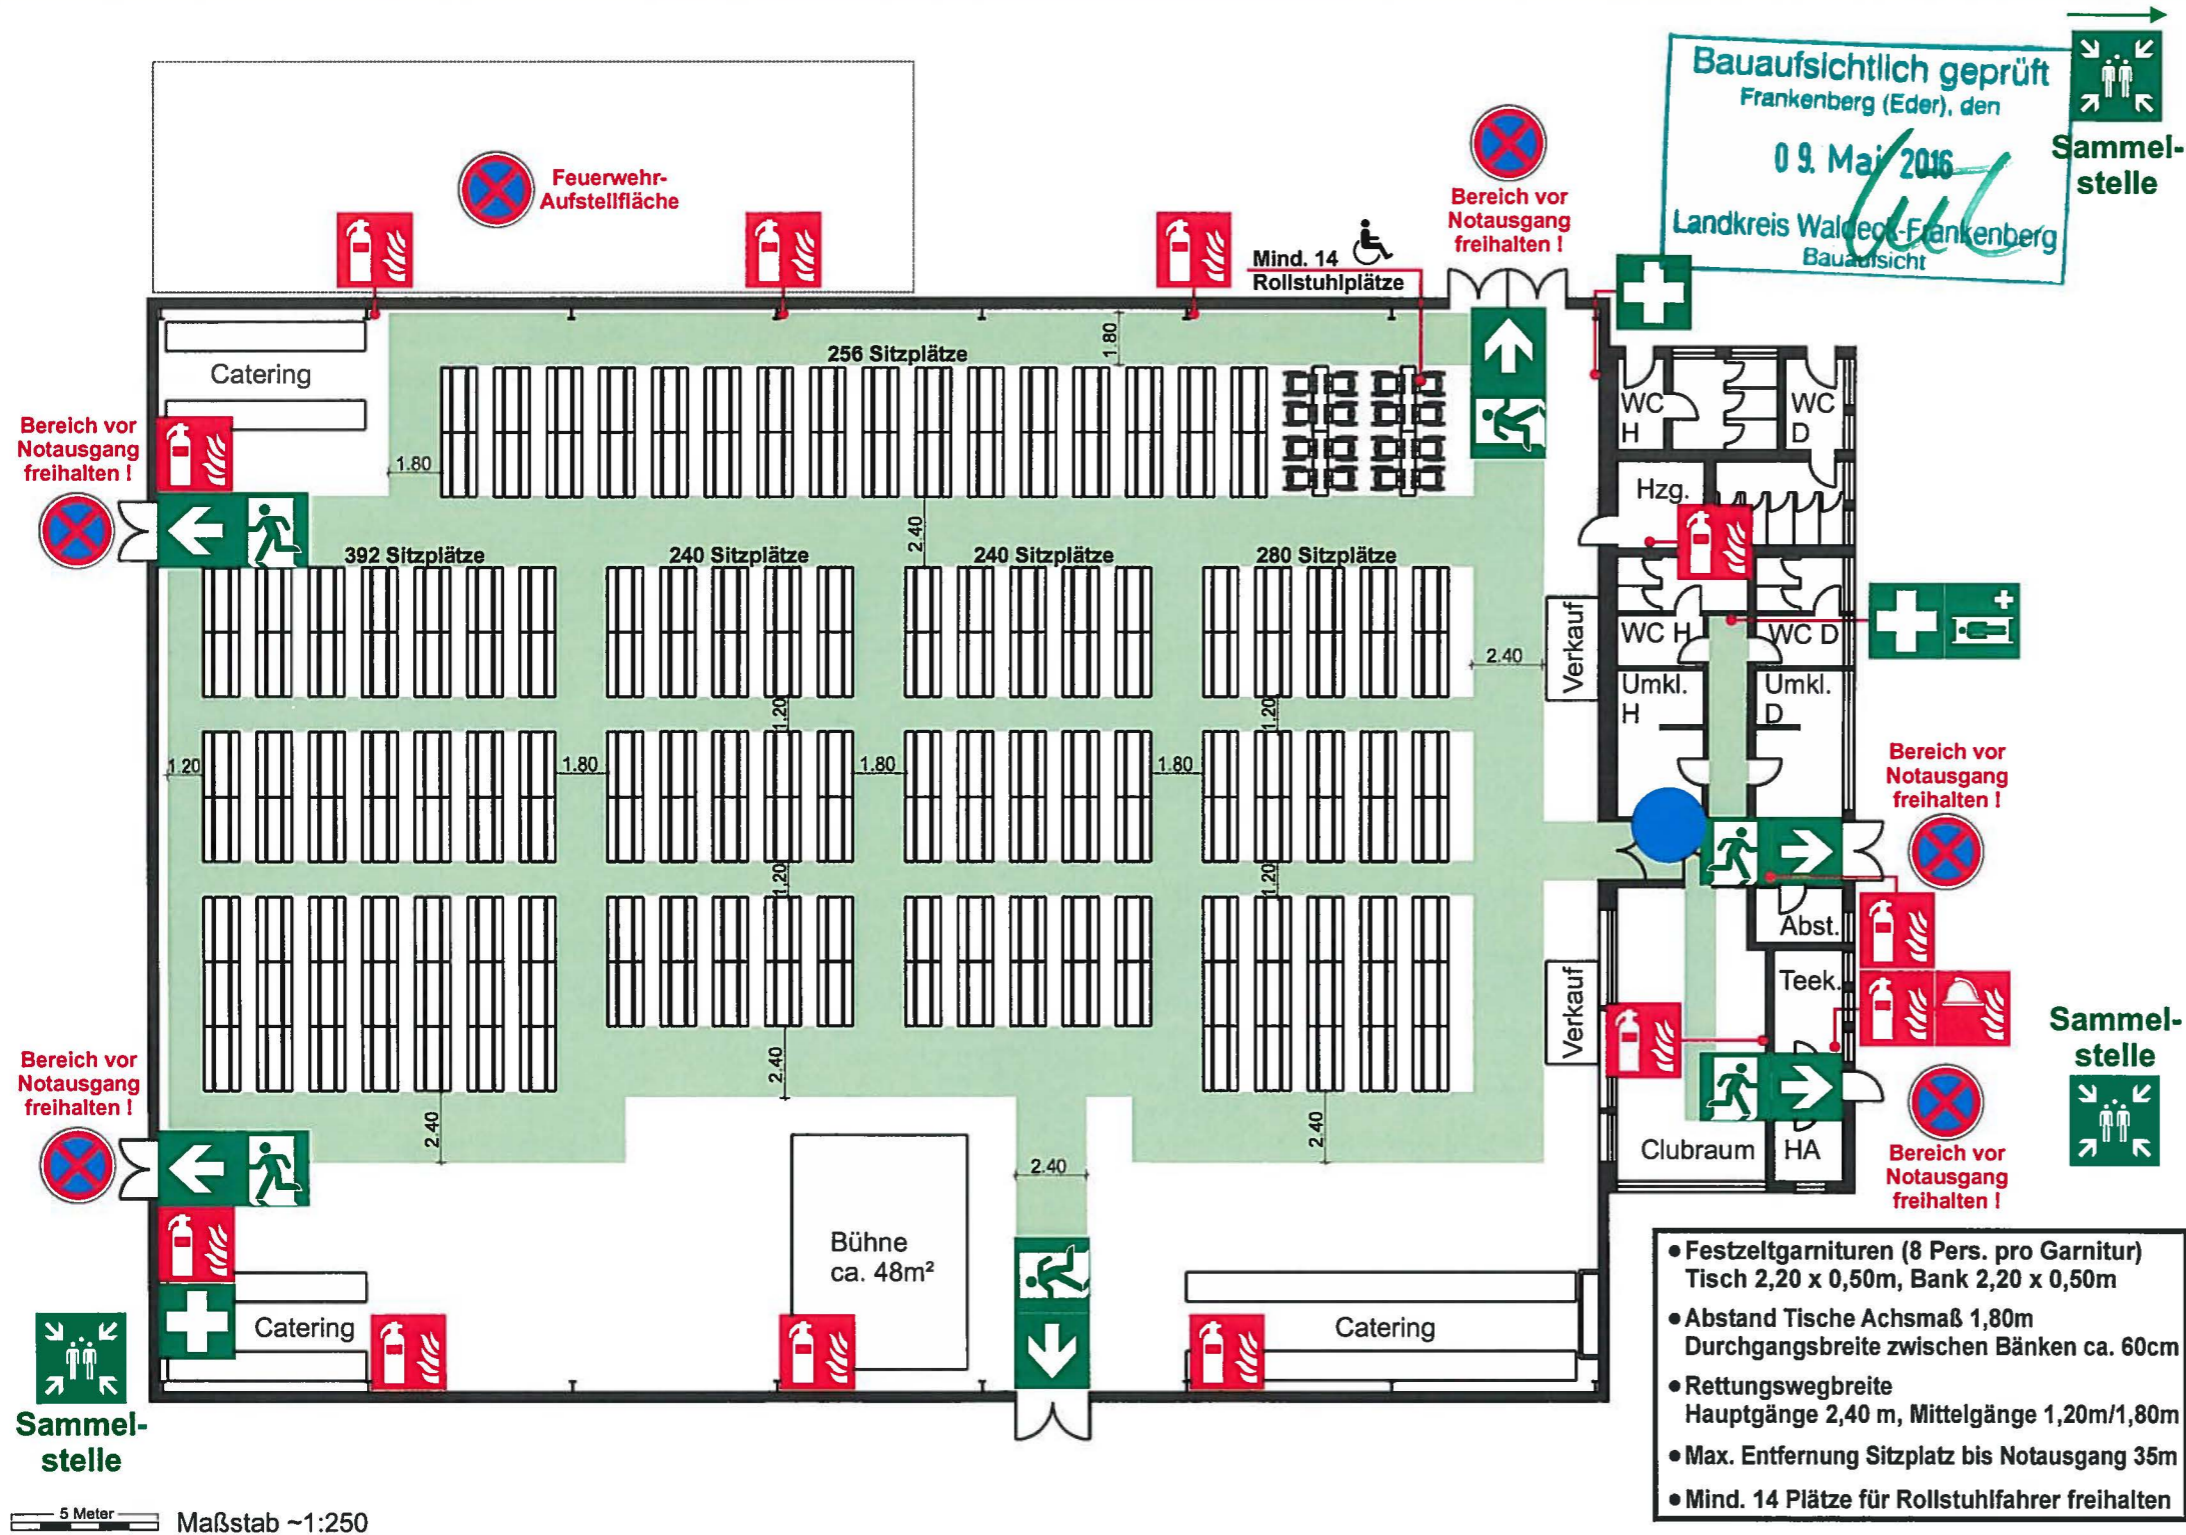 Bauaufsichtlich geprüft
Frankenberg (Eder), den
09. Mai 2016
Landkreis Waldeck-Frankenberg
Bauaufsicht
Sammel-
stelle
Feuerwehr-
Aufstellfläche
Bereich vor
Notausgang
freihalten !
Mind. 14
Rollstuhlplätze
1.80
256 Sitzplätze
Catering
WC
H
WC
D
Bereich vor
Notausgang
freihalten !
1.80
Hzg.
2.40
392 Sitzplätze
240 Sitzplätze
240 Sitzplätze
280 Sitzplätze
Verkauf
WC H
WC D
2.40
Umkl.
H
Umkl.
D
1.20
1.20
1.20
1.80
1.80
1.80
Bereich vor
Notausgang
freihalten !
1.20
1.20
Abst.
Teek.
Verkauf
Sammel-
stelle
Bereich vor
Notausgang
freihalten !
2.40
2.40
2.40
2.40
Clubraum
HA
Bereich vor
Notausgang
freihalten !
Bühne
ca. 48m²
Catering
Catering
Sammel-
stelle
• Festzeltgarnituren (8 Pers. pro Garnitur)
Tisch 2,20 x 0,50m, Bank 2,20 x 0,50m
• Abstand Tische Achsmaß 1,80m
Durchgangsbreite zwischen Bänken ca. 60cm
• Rettungswegbreite
Hauptgänge 2,40 m, Mittelgänge 1,20m/1,80m
• Max. Entfernung Sitzplatz bis Notausgang 35m
• Mind. 14 Plätze für Rollstuhlfahrer freihalten
5 Meter
Maßstab ~1:250